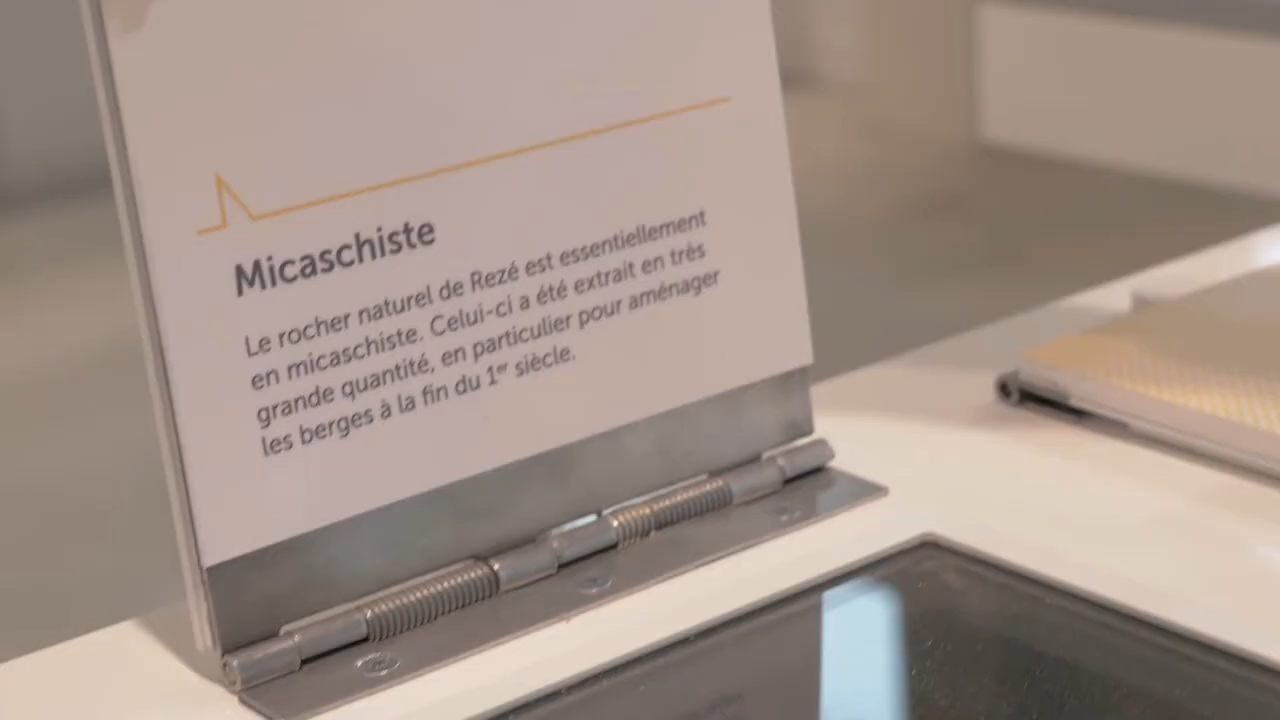 Micaschiste
Le rocher naturel de Rezé est essentiellement
en micaschiste. Celui-ci a été extrait en très
grande quantité, en particulier pour aménager
les berges à la fin du 1er siècle.